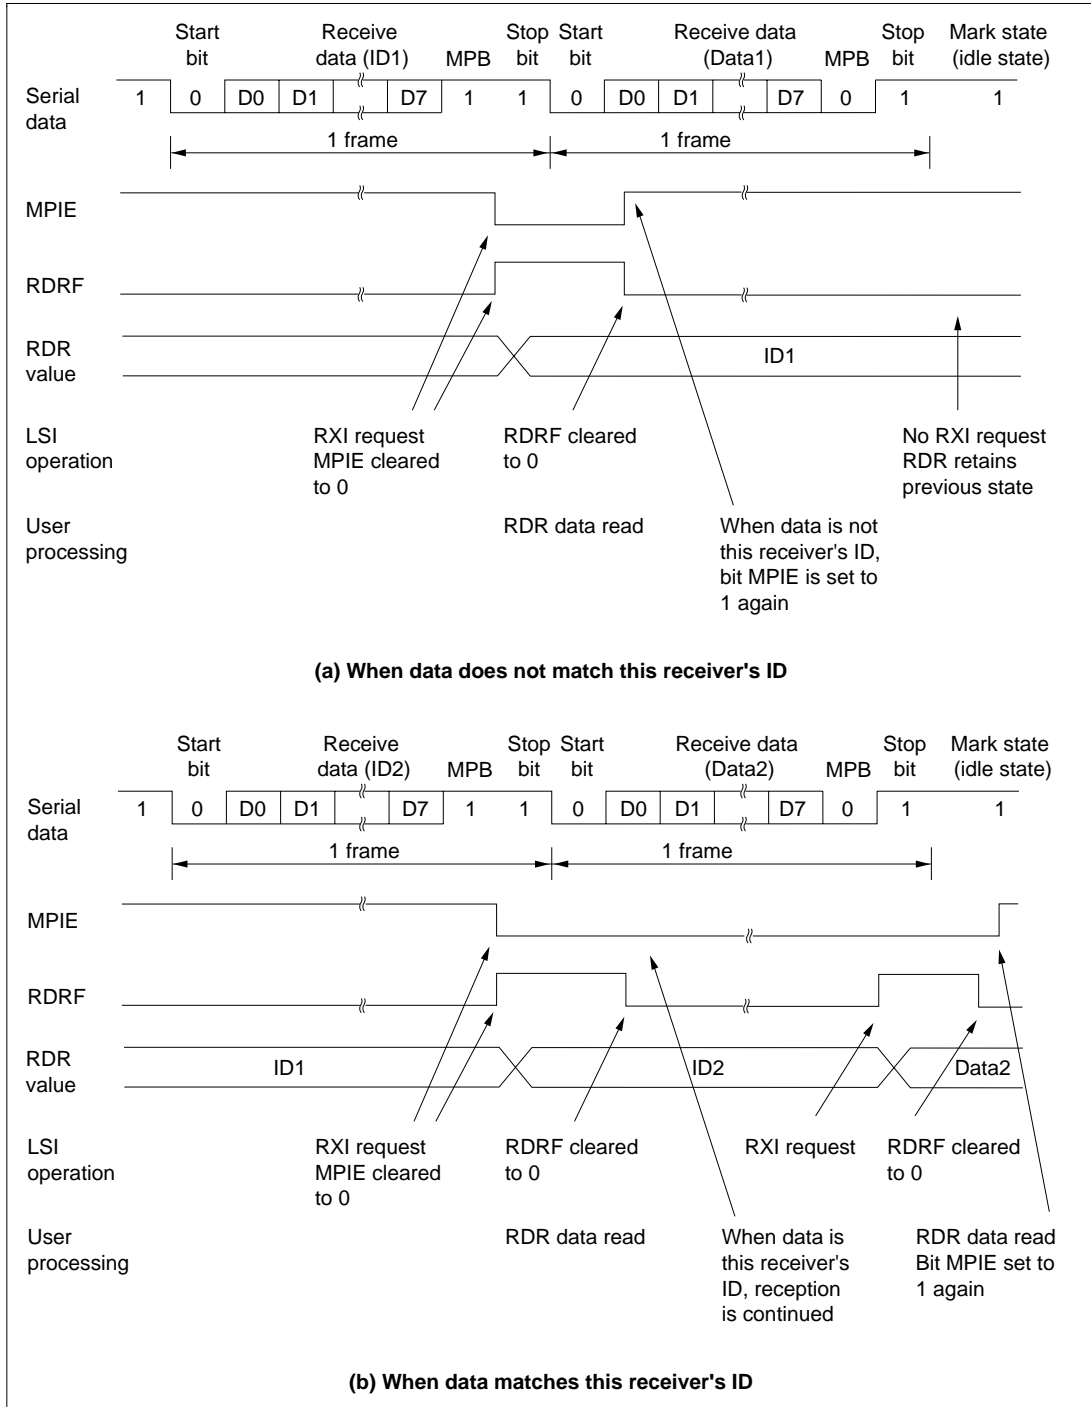 Start bit Receive data (ID1) MPB Stop bit Start bit Receive data (Data1) MPB Stop bit Mark state (idle state)
Serial data 1 0 D0 D1 D7 1 1 0 D0 D1 D7 0 1 1
1 frame 1 frame
MPIE
RDRF
RDR value ID1
LSI operation
RXI request
MPIE cleared
to 0
RDRF cleared
to 0
No RXI request
RDR retains
previous state
User processing
RDR data read
When data is not
this receiver's ID,
bit MPIE is set to
1 again
(a) When data does not match this receiver's ID
Start bit Receive data (ID2) MPB Stop bit Start bit Receive data (Data2) MPB Stop bit Mark state (idle state)
Serial data 1 0 D0 D1 D7 1 1 0 D0 D1 D7 0 1 1
1 frame 1 frame
MPIE
RDRF
RDR value ID1 ID2 Data2
LSI operation
RXI request
MPIE cleared
to 0
RDRF cleared
to 0
RXI request
RDRF cleared
to 0
User processing
RDR data read
When data is
this receiver's
ID, reception
is continued
RDR data read
Bit MPIE set to
1 again
(b) When data matches this receiver's ID